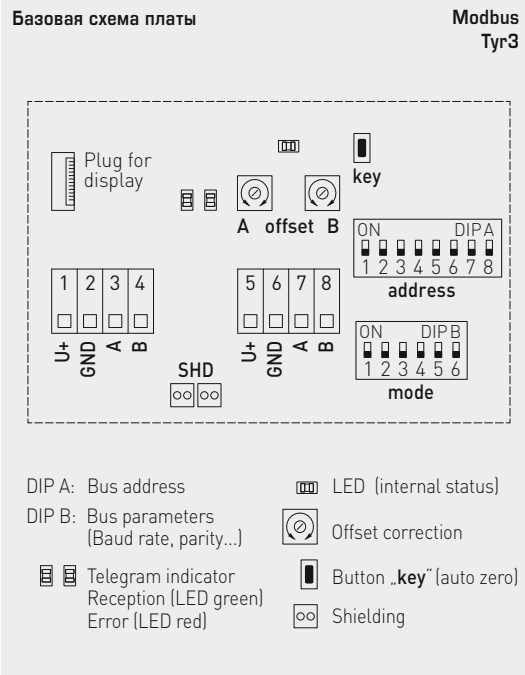 Базовая схема платы
Modbus
Tyr3
Plug for
display
key
A offset B
ON DIP A
1 2 3 4 5 6 7 8
address
1 2 3 4
5 6 7 8
U+ GND A B
U+ GND A B
ON DIP B
1 2 3 4 5 6
mode
SHD
DIP A: Bus address
DIP B: Bus parameters
(Baud rate, parity...)
Telegram indicator
Reception (LED green)
Error (LED red)
LED (internal status)
Offset correction
Button „key“ (auto zero)
Shielding